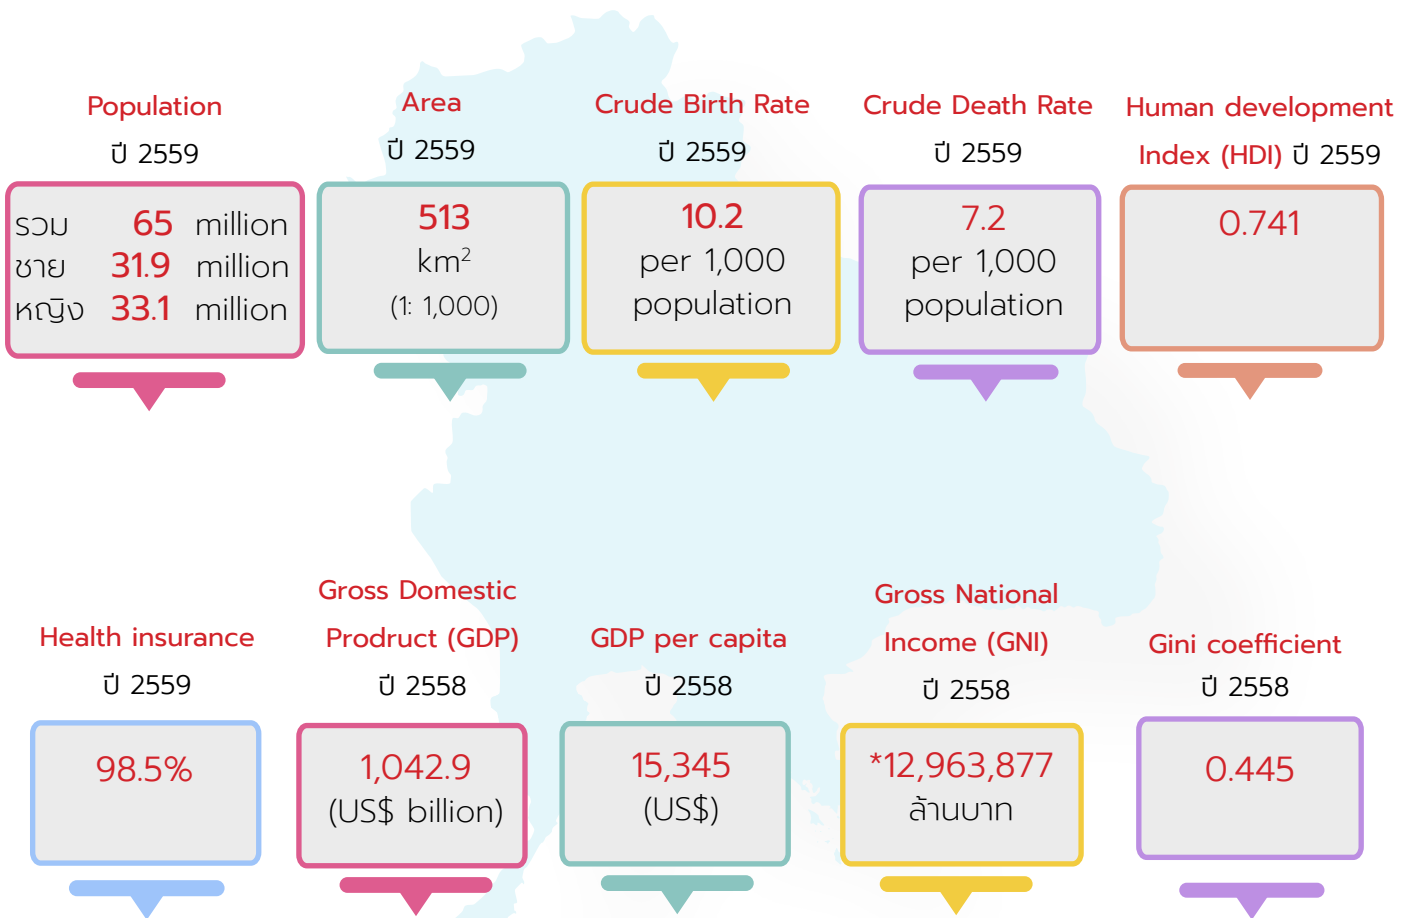 Population
ปี 2559
รวม 65 million
ชาย 31.9 million
หญิง 33.1 million
Area
ปี 2559
513
km²
(1: 1,000)
Crude Birth Rate
ปี 2559
10.2
per 1,000
population
Crude Death Rate
ปี 2559
7.2
per 1,000
population
Human development
Index (HDI) ปี 2559
0.741
Health insurance
ปี 2559
98.5%
Gross Domestic
Prodruct (GDP)
ปี 2558
1,042.9
(US$ billion)
GDP per capita
ปี 2558
15,345
(US$)
Gross National
Income (GNI)
ปี 2558
*12,963,877
ล้านบาท
Gini coefficient
ปี 2558
0.445